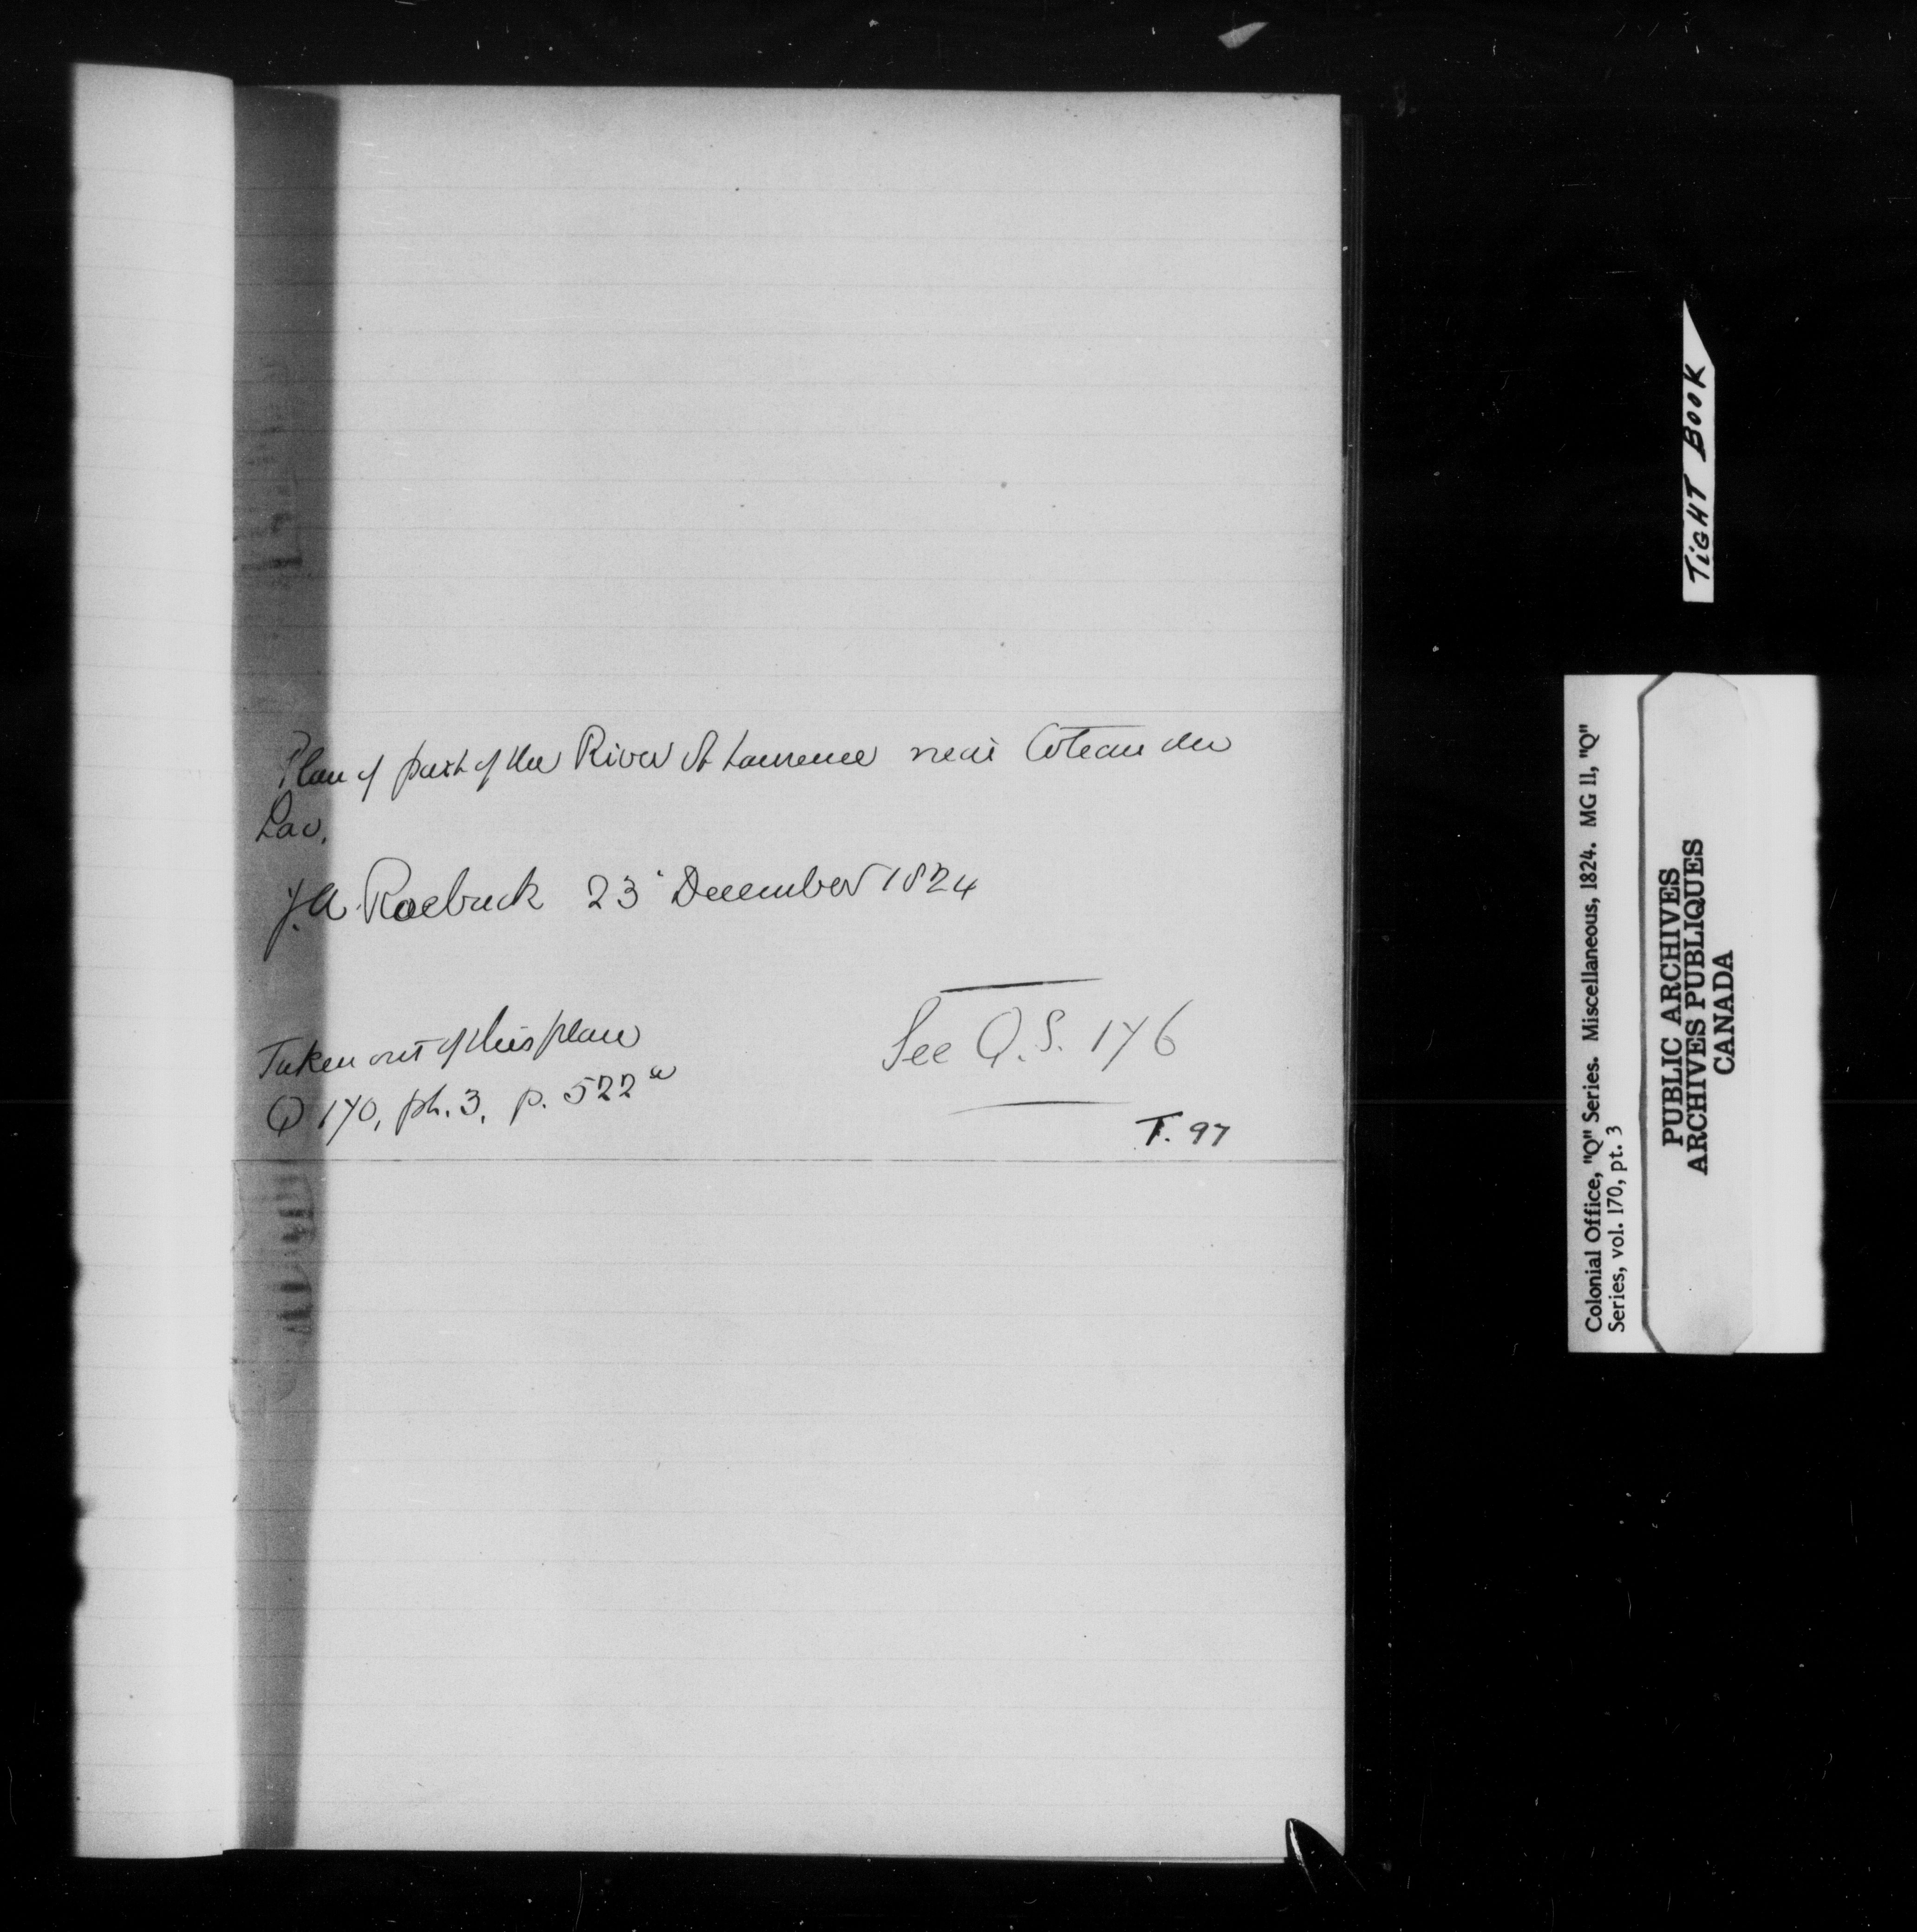 Plan of part of the River St Lawrence near Coteau du
Lac.
J.A. Roebuck 23 December 1824
Taken out of this plan
Q 170, pt. 3, p. 522a
See Q.S. 176
T. 97
TiGHT BOOK
Colonial Office, "Q" Series. Miscellaneous, 1824. MG 11, "Q"
Series, vol. 170, pt. 3
PUBLIC ARCHIVES
ARCHIVES PUBLIQUES
CANADA